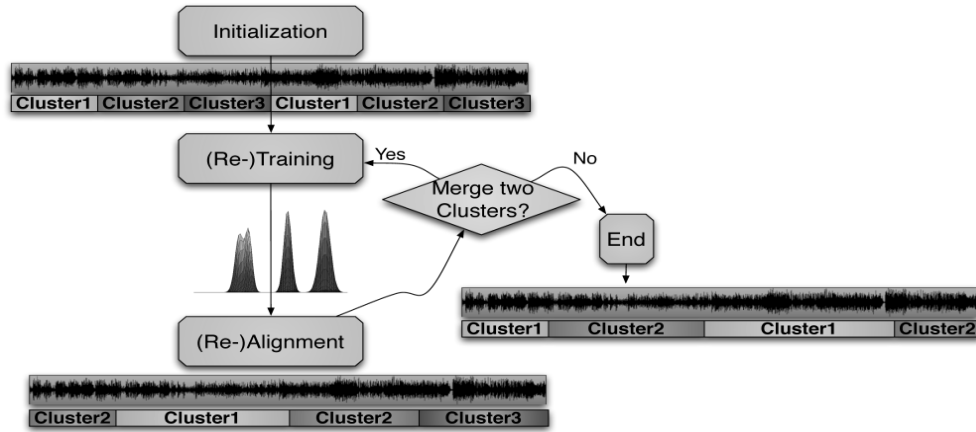 Initialization
Cluster1 Cluster2 Cluster3 Cluster1 Cluster2 Cluster3
(Re-)Training
Yes
No
Merge two
Clusters?
End
Cluster1 Cluster2 Cluster1 Cluster2
(Re-)Alignment
Cluster2 Cluster1 Cluster2 Cluster3